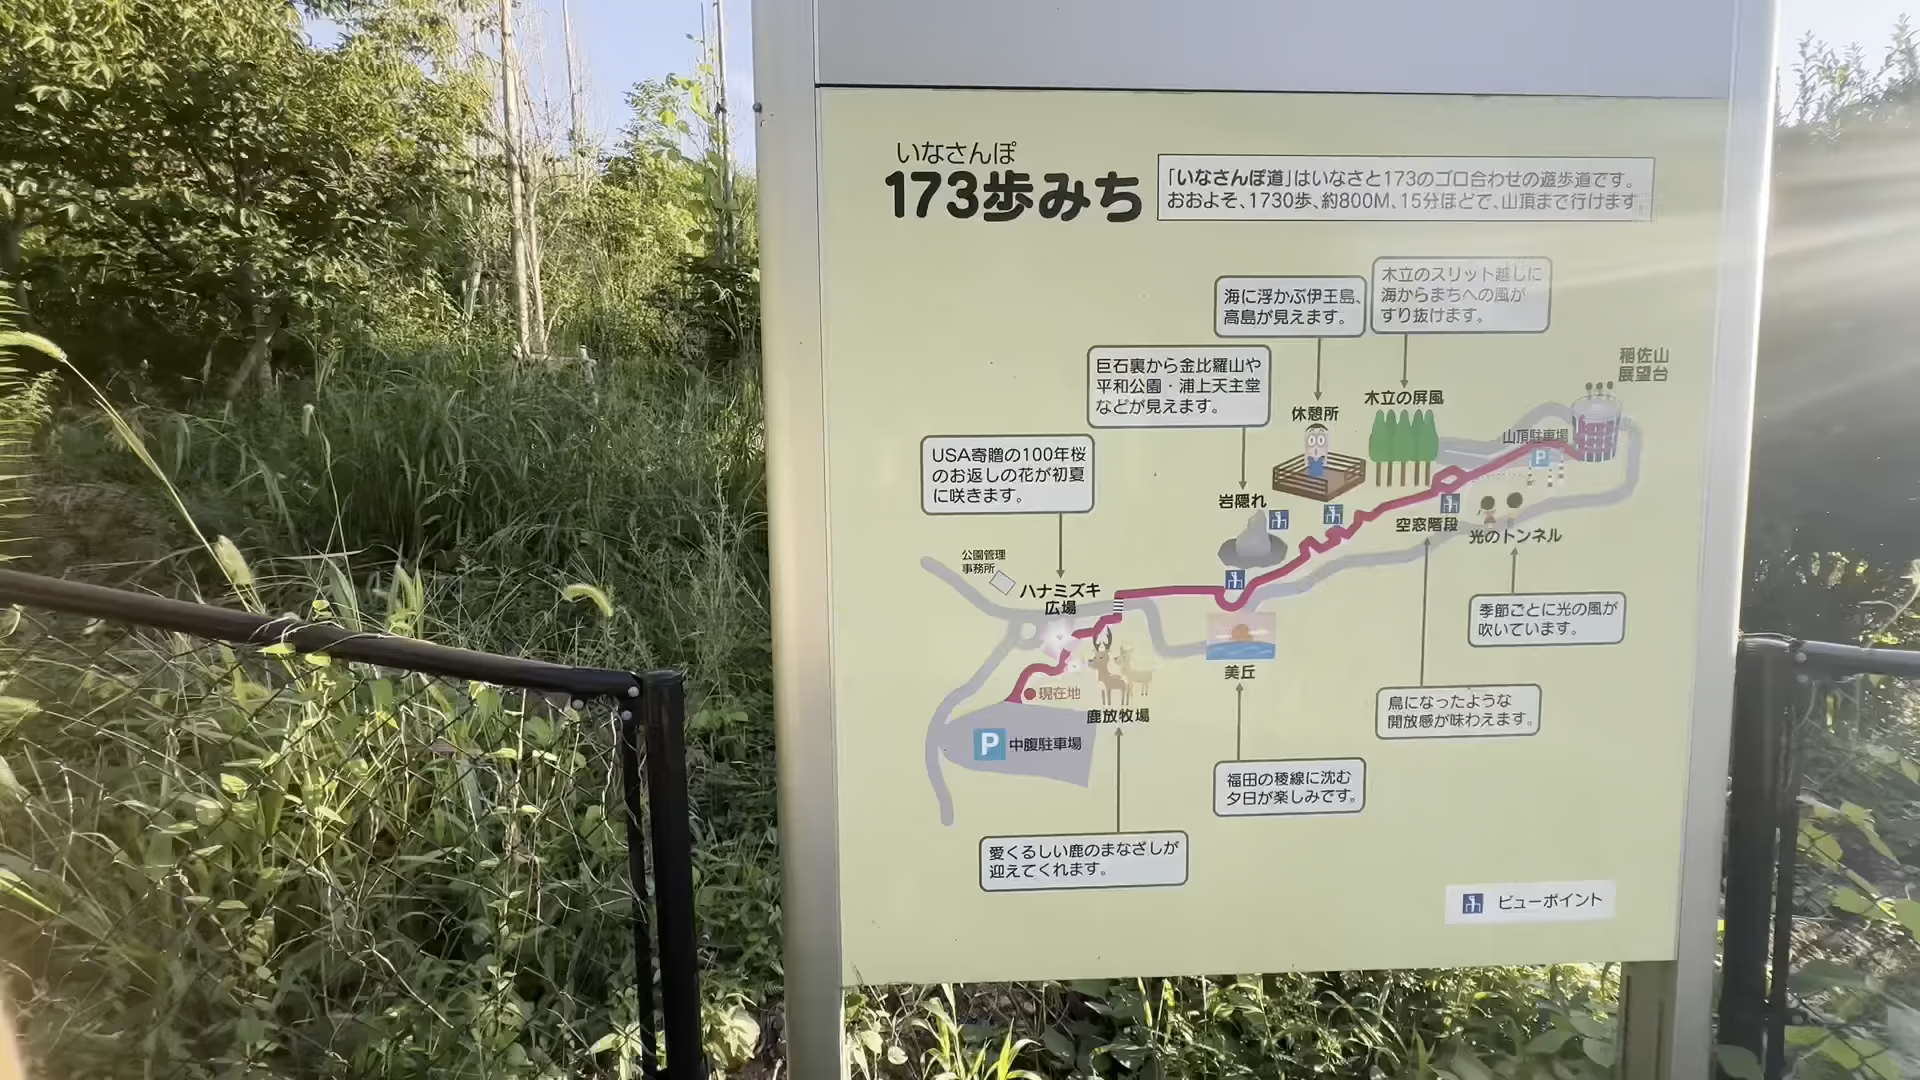 いなさんぽ
173歩みち
「いなさんぽ道」はいなさと173のゴロ合わせの遊歩道です。
おおよそ、1730歩、約800M、15分ほどで、山頂まで行けます。
木立のスリット越しに
海からまちへの風が
すり抜けます。
海に浮かぶ伊王島、
高島が見えます。
巨石裏から金比羅山や
平和公園・浦上天主堂
などが見えます。
USA寄贈の100年桜
のお返しの花が初夏
に咲きます。
稲佐山
展望台
木立の屏風
休憩所
山頂駐車場
P
岩隠れ
空窓階段
光のトンネル
公園管理
事務所
ハナミズキ
広場
季節ごとに光の風が
吹いています。
美丘
現在地
鹿放牧場
P 中腹駐車場
鳥になったような
開放感が味わえます。
福田の稜線に沈む
夕日が楽しみです。
愛くるしい鹿のまなざしが
迎えてくれます。
ビューポイント